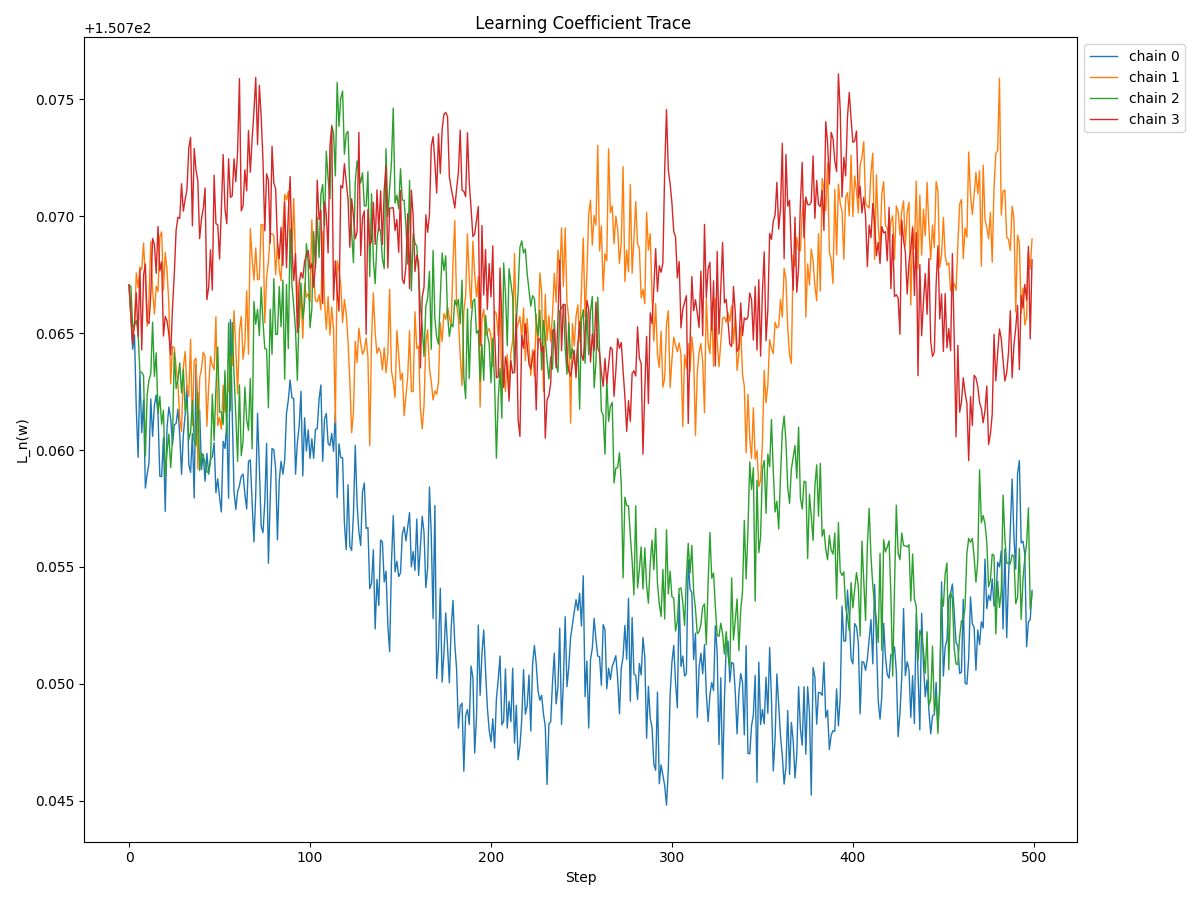 Learning Coefficient Trace
+1.507e2
chain 0
chain 1
chain 2
chain 3
0.075
0.070
0.065
0.060
0.055
0.050
0.045
L_n(w)
0
100
200
300
400
500
Step